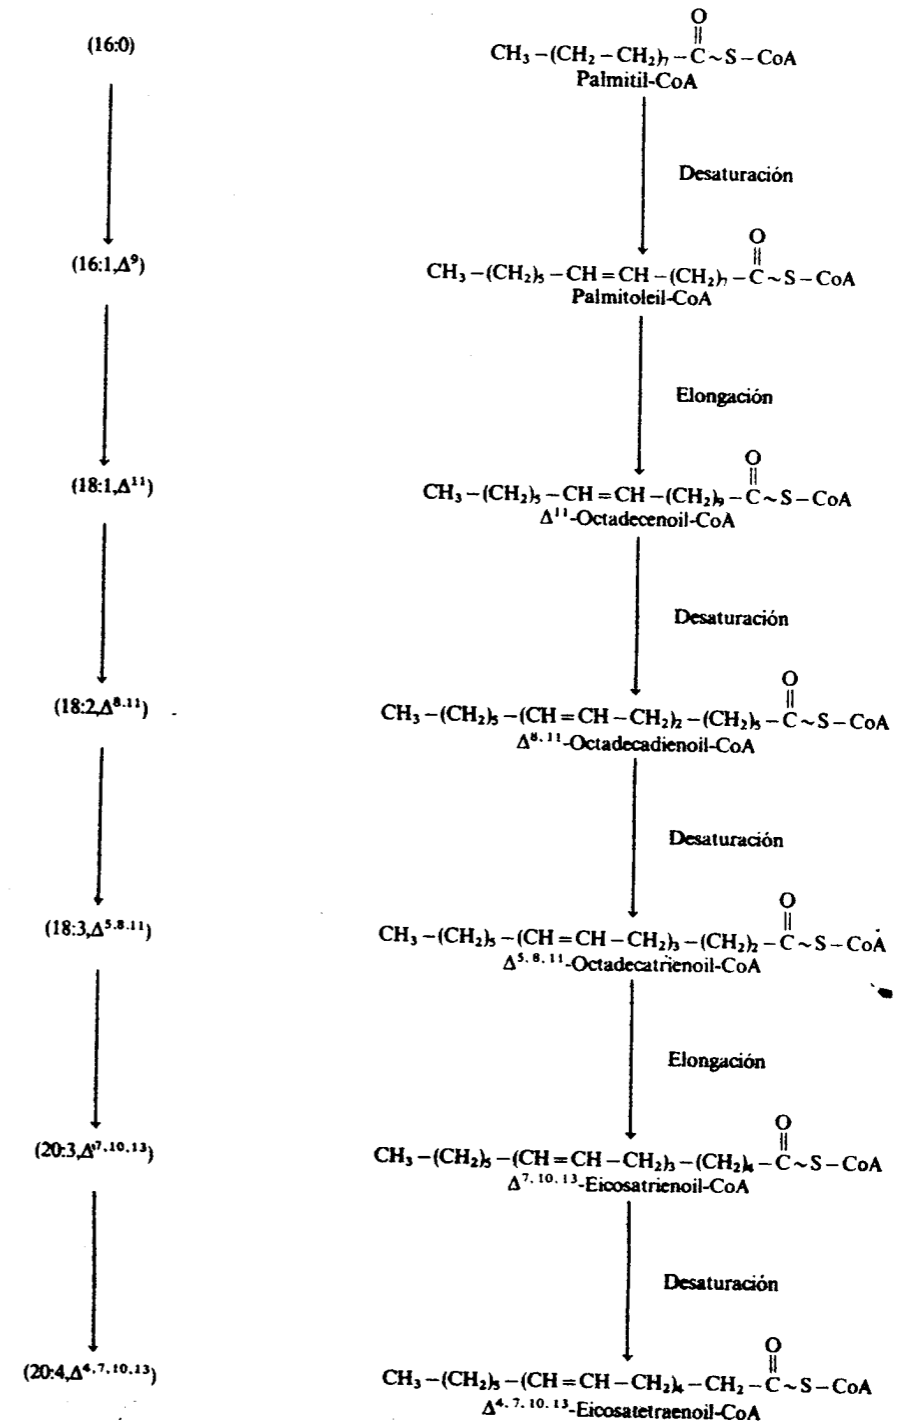 O
(16:0)
CH₃–(CH₂–CH₂)₇–C~S–CoA
Palmitil-CoA
Desaturación
O
(16:1,Δ⁹)
CH₃–(CH₂)₅–CH=CH–(CH₂)₇–C~S–CoA
Palmitoleil-CoA
Elongación
O
(18:1,Δ¹¹)
CH₃–(CH₂)₅–CH=CH–(CH₂)₉–C~S–CoA
Δ¹¹-Octadecenoil-CoA
Desaturación
O
(18:2,Δ⁸·¹¹)
CH₃–(CH₂)₅–(CH=CH–CH₂)₂–(CH₂)₅–C~S–CoA
Δ⁸·¹¹-Octadecadienoil-CoA
Desaturación
O
(18:3,Δ⁵·⁸·¹¹)
CH₃–(CH₂)₅–(CH=CH–CH₂)₃–(CH₂)₂–C~S–CoA
Δ⁵·⁸·¹¹-Octadecatrienoil-CoA
Elongación
O
(20:3,Δ⁷·¹⁰·¹³)
CH₃–(CH₂)₅–(CH=CH–CH₂)₃–(CH₂)₄–C~S–CoA
Δ⁷·¹⁰·¹³-Eicosatrienoil-CoA
Desaturación
O
(20:4,Δ⁴·⁷·¹⁰·¹³)
CH₃–(CH₂)₅–(CH=CH–CH₂)₄–CH₂–C~S–CoA
Δ⁴·⁷·¹⁰·¹³-Eicosatetraenoil-CoA